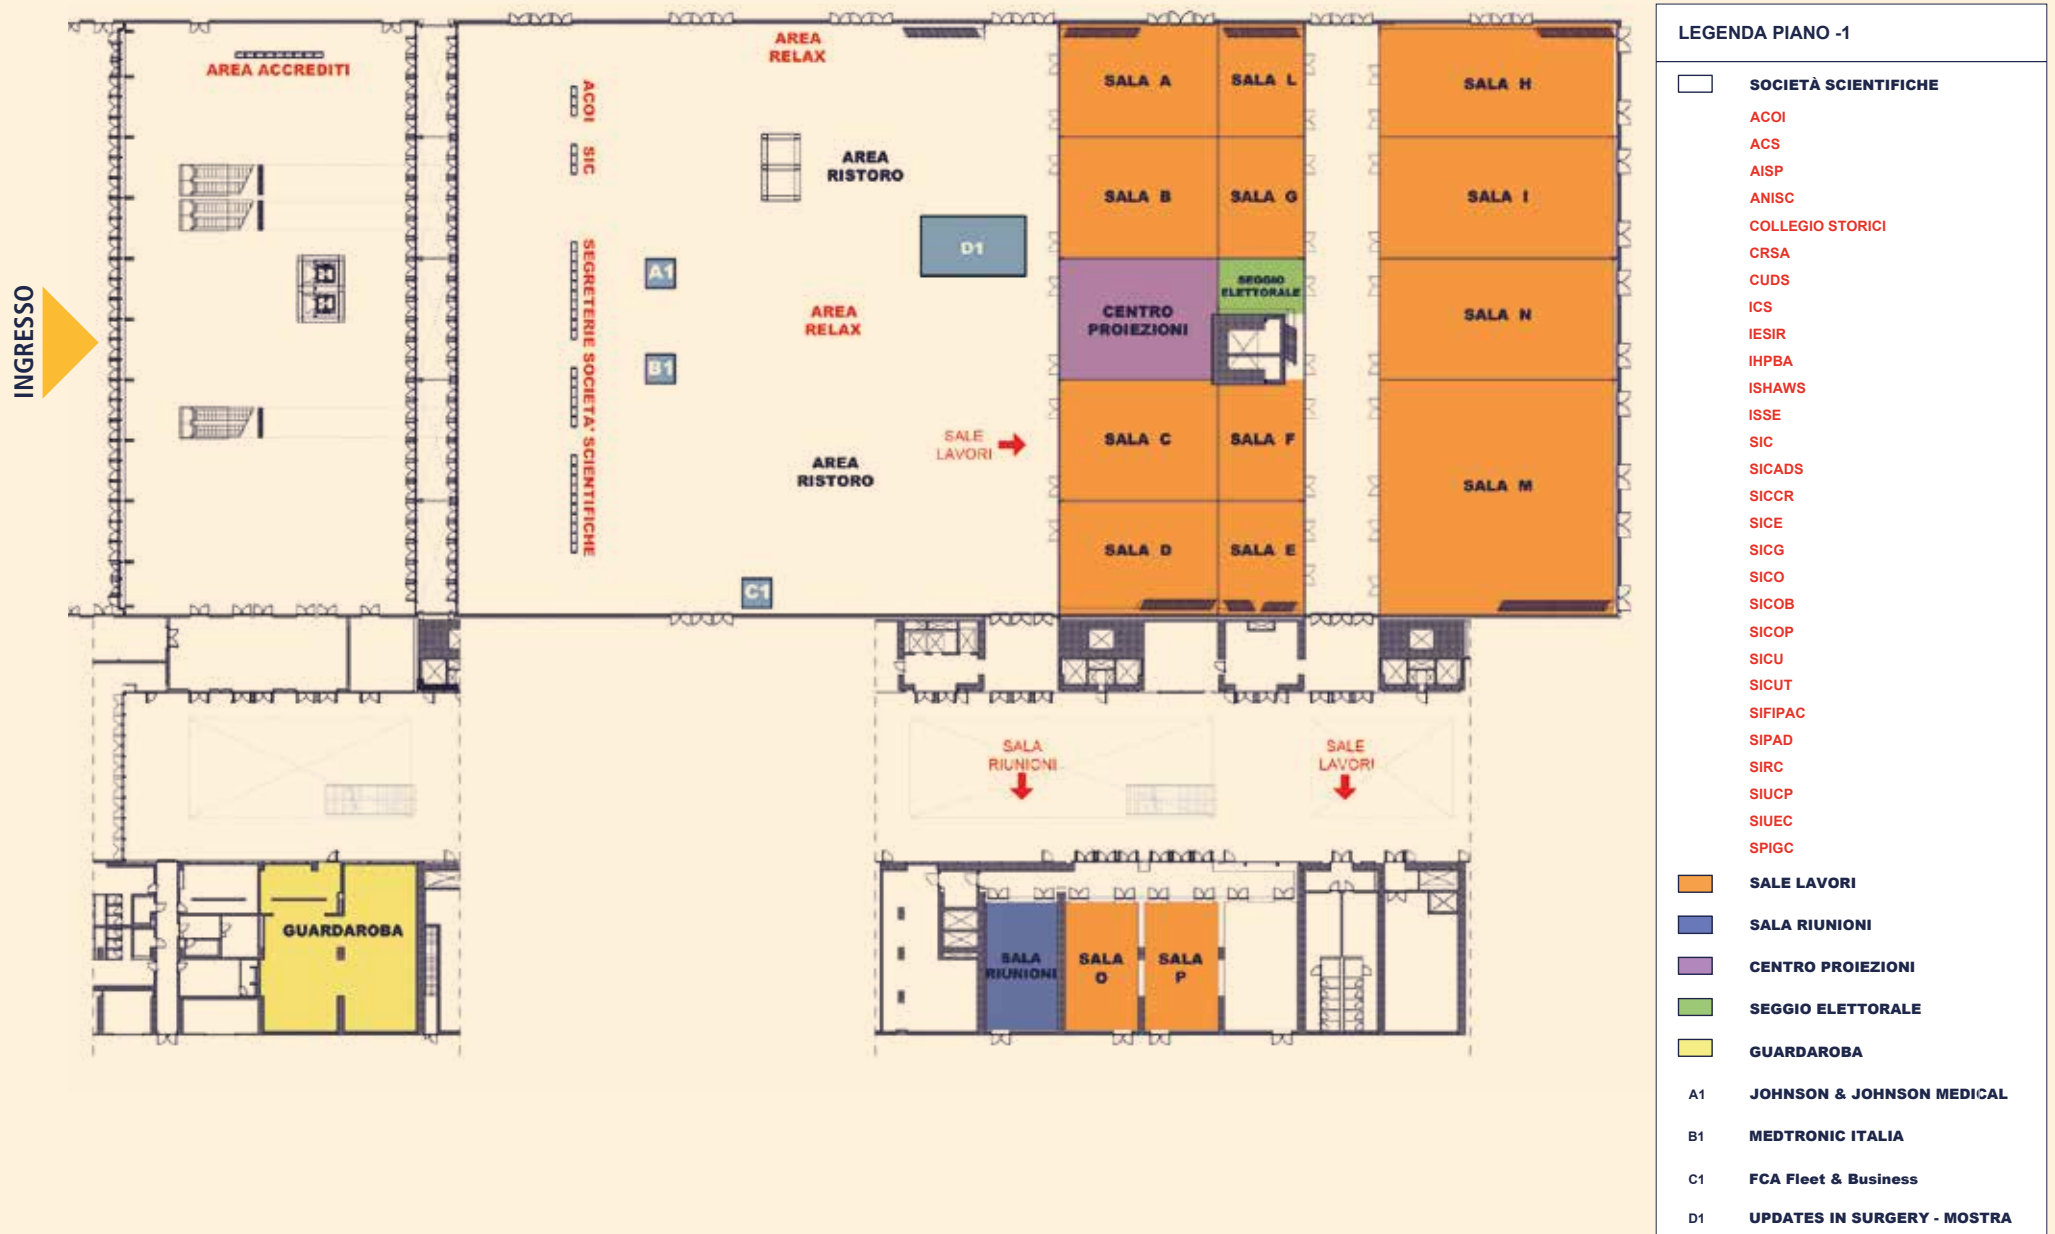 INGRESSO
AREA ACCREDITI
ACOI
SIC
SEGRETERIE SOCIETA' SCIENTIFICHE
AREA
RELAX
AREA
RISTORO
A1
D1
AREA
RELAX
B1
SALE
LAVORI
AREA
RISTORO
C1
SALA A
SALA L
SALA H
SALA B
SALA G
SALA I
CENTRO
PROIEZIONI
SEGGIO
ELETTORALE
SALA N
SALA C
SALA F
SALA M
SALA D
SALA E
SALA
RIUNIONI
SALE
LAVORI
GUARDAROBA
SALA
RIUNIONI
SALA
O
SALA
P
LEGENDA PIANO -1
SOCIETÀ SCIENTIFICHE
ACOI
ACS
AISP
ANISC
COLLEGIO STORICI
CRSA
CUDS
ICS
IESIR
IHPBA
ISHAWS
ISSE
SIC
SICADS
SICCR
SICE
SICG
SICO
SICOB
SICOP
SICU
SICUT
SIFIPAC
SIPAD
SIRC
SIUCP
SIUEC
SPIGC
SALE LAVORI
SALA RIUNIONI
CENTRO PROIEZIONI
SEGGIO ELETTORALE
GUARDAROBA
A1 JOHNSON & JOHNSON MEDICAL
B1 MEDTRONIC ITALIA
C1 FCA Fleet & Business
D1 UPDATES IN SURGERY - MOSTRA